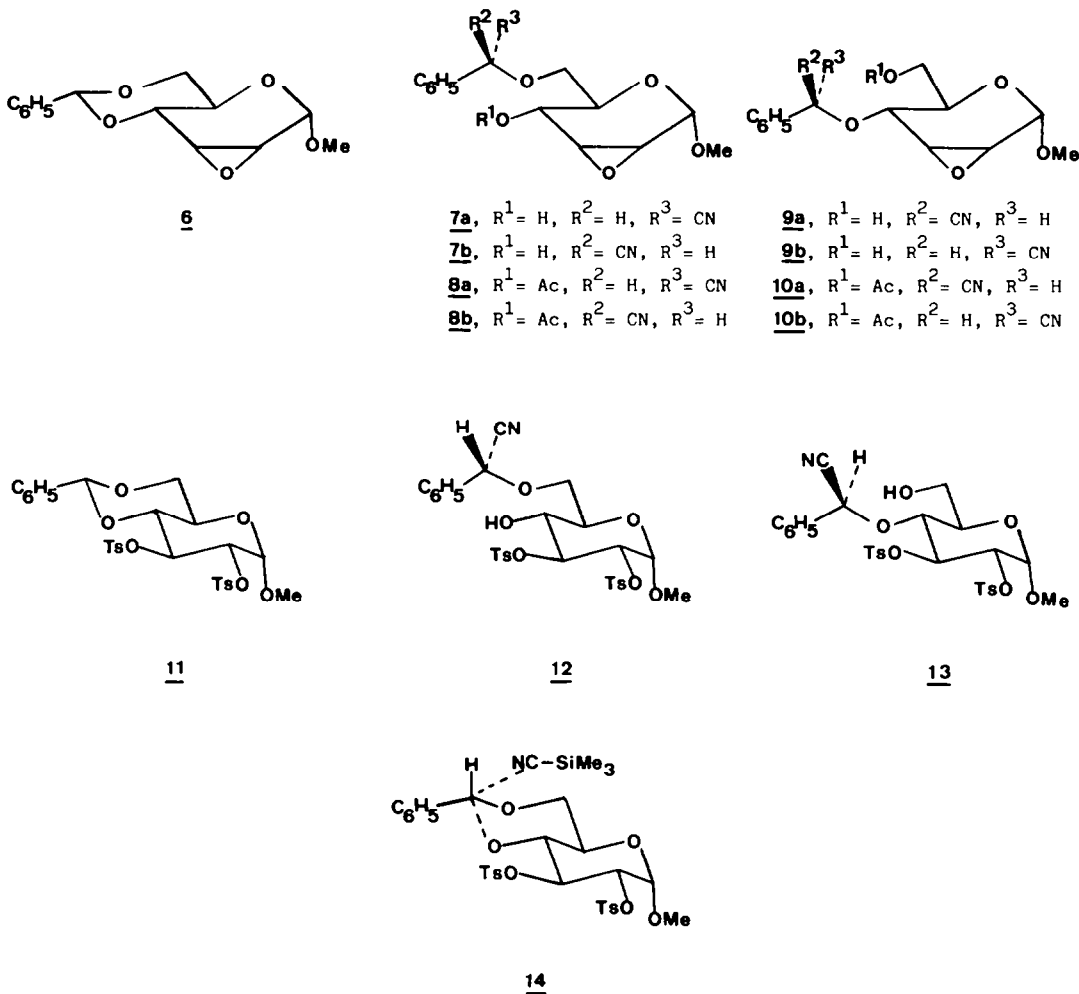 R² R³
C₆H₅ O O
R¹O
O OMe
C₆H₅ O O
O
O OMe
6
R² R³ R¹O O
C₆H₅ O
O OMe
7a, R¹= H, R²= H, R³= CN
7b, R¹= H, R²= CN, R³= H
8a, R¹= Ac, R²= H, R³= CN
8b, R¹= Ac, R²= CN, R³= H
9a, R¹= H, R²= CN, R³= H
9b, R¹= H, R²= H, R³= CN
10a, R¹= Ac, R²= CN, R³= H
10b, R¹= Ac, R²= H, R³= CN
C₆H₅ O
O O
TsO
TsO OMe
11
H CN
C₆H₅ O
HO O
TsO
TsO OMe
12
NC H
HO
C₆H₅ O O
TsO
TsO OMe
13
H NC-SiMe₃
C₆H₅ O
O O
TsO
TsO OMe
14